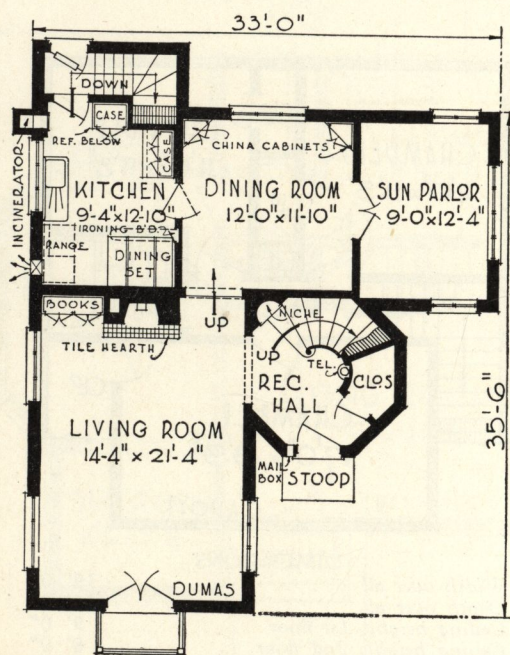 33'-0"
DOWN
CASE
REF. BELOW
INCINERATOR
CASE
CHINA CABINETS
KITCHEN
9'-4"x12'-10"
DINING ROOM
12'-0"x11'-10"
SUN PARLOR
9'-0"x12'-4"
IRONING B'D.
RANGE
DINING
SET
BOOKS
UP
NICHE
TILE HEARTH
UP
TEL.
REC.
HALL
CLOS
35'-6"
LIVING ROOM
14'-4" x 21'-4"
MAIL
BOX
STOOP
DUMAS